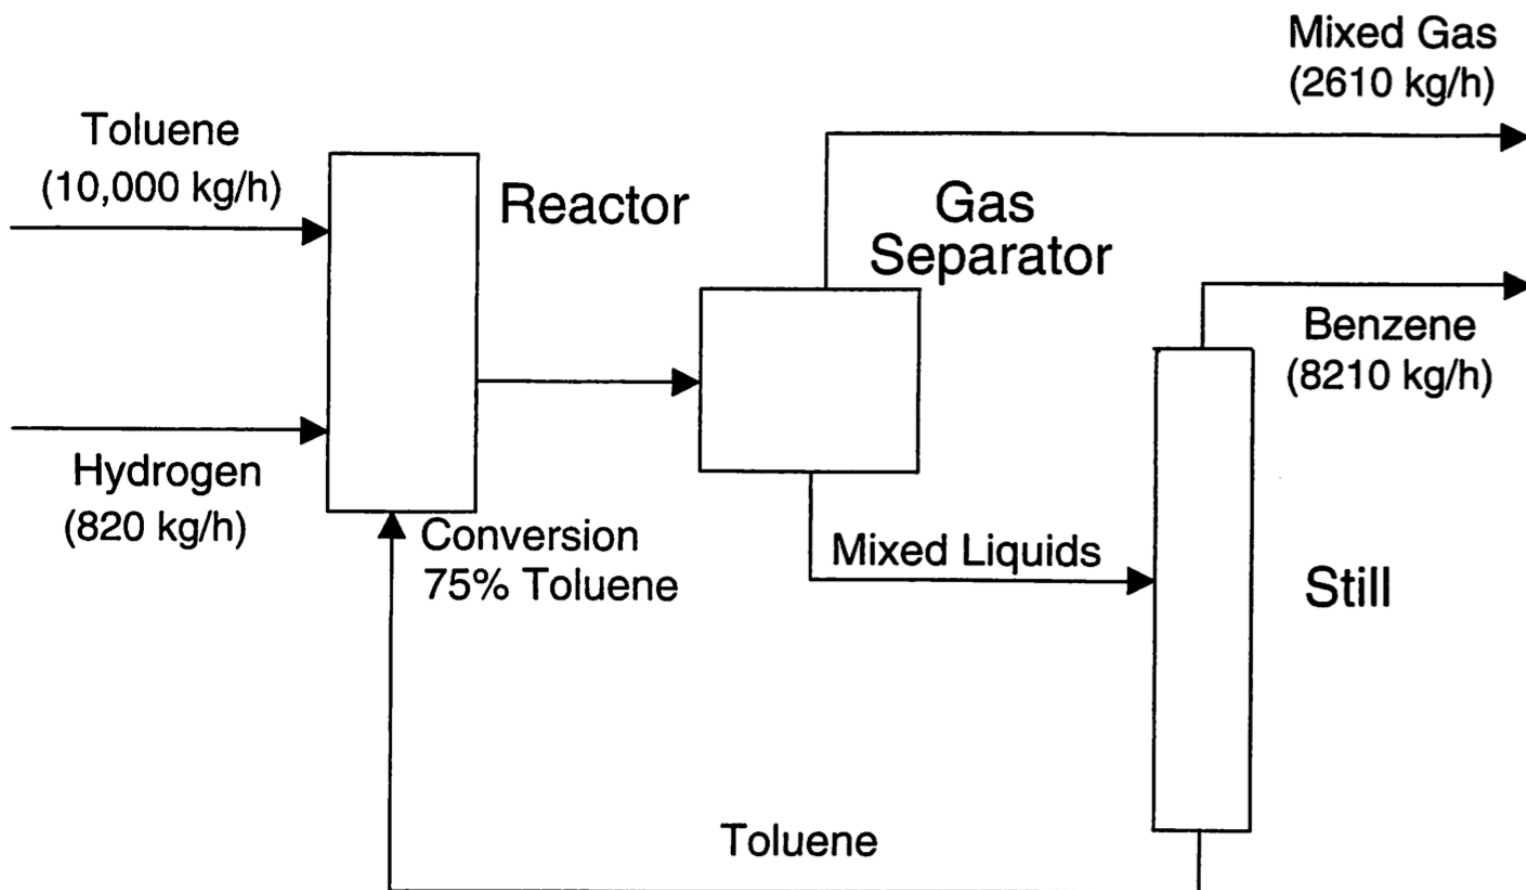 Mixed Gas
(2610 kg/h)
Toluene
(10,000 kg/h)
Reactor
Gas
Separator
Benzene
(8210 kg/h)
Hydrogen
(820 kg/h)
Conversion
75% Toluene
Mixed Liquids
Still
Toluene